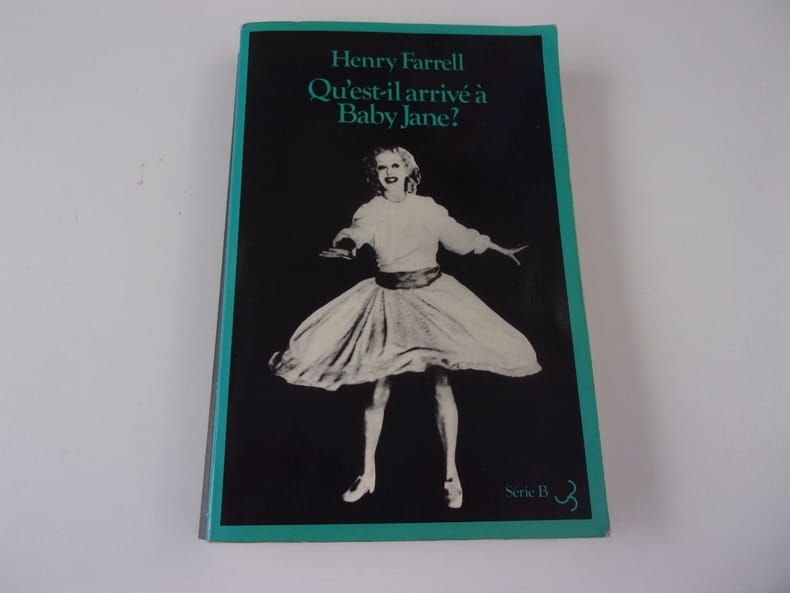 Henry Farrell
Qu'est-il arrivé à
Baby Jane?
Série B